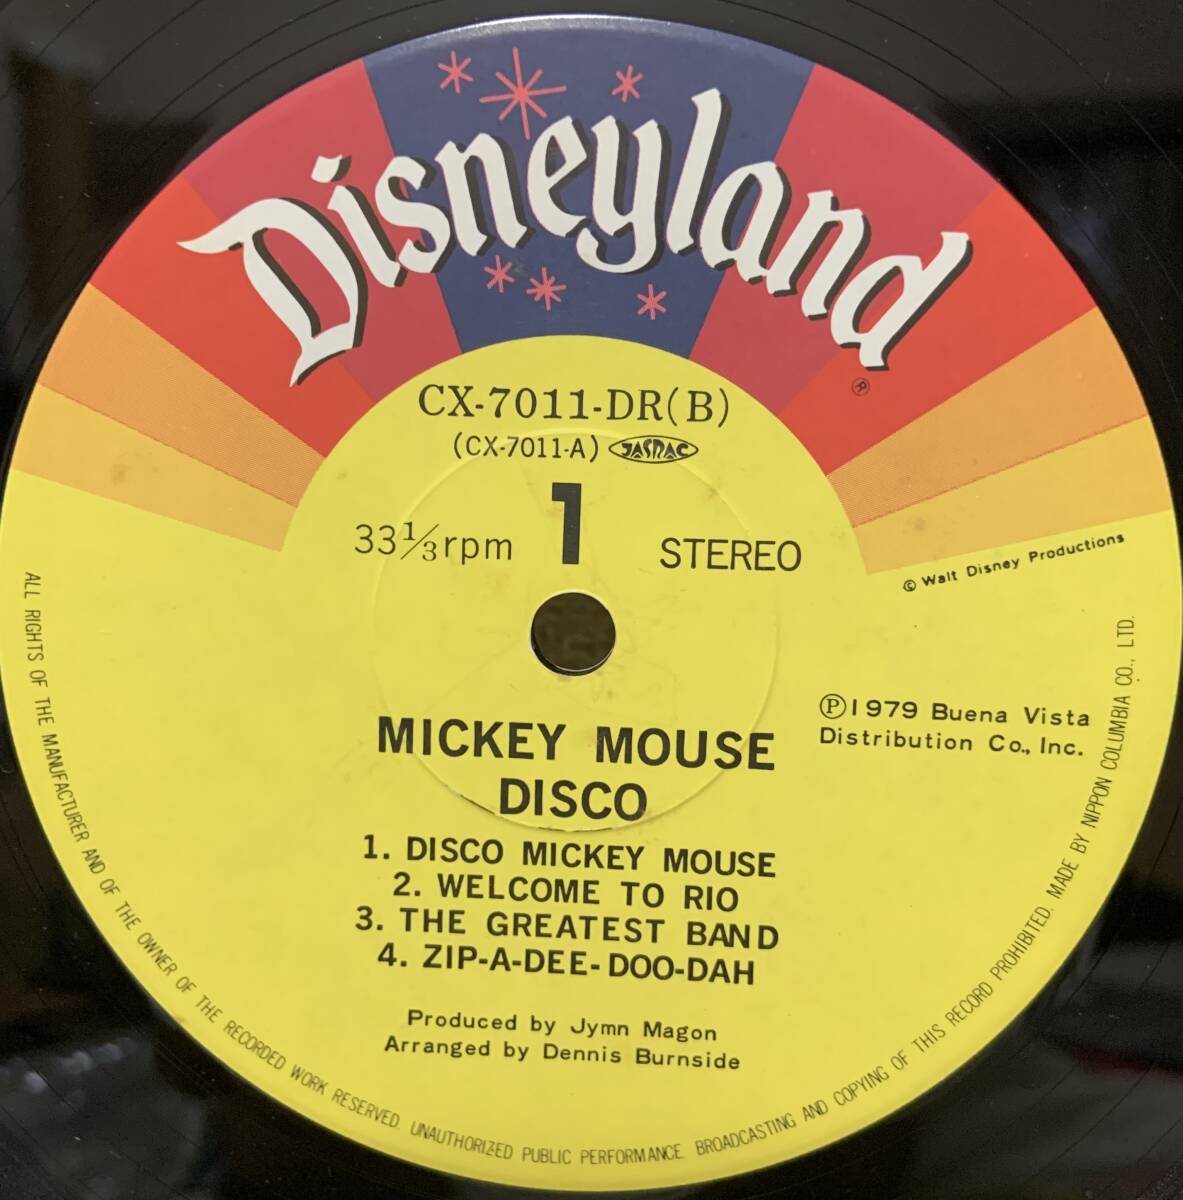 Disneyland
®
CX-7011-DR(B)
(CX-7011-A) JASRAC
33⅓rpm 1 STEREO
© Walt Disney Productions
Ⓟ1979 Buena Vista
Distribution Co., Inc.
MICKEY MOUSE
DISCO
1. DISCO MICKEY MOUSE
2. WELCOME TO RIO
3. THE GREATEST BAND
4. ZIP-A-DEE-DOO-DAH
Produced by Jymn Magon
Arranged by Dennis Burnside
ALL RIGHTS OF THE MANUFACTURER AND OF THE OWNER OF THE RECORDED WORK RESERVED. UNAUTHORIZED PUBLIC PERFORMANCE. BROADCASTING AND COPYING OF THIS RECORD PROHIBITED. MADE BY NIPPON COLUMBIA CO., LTD.